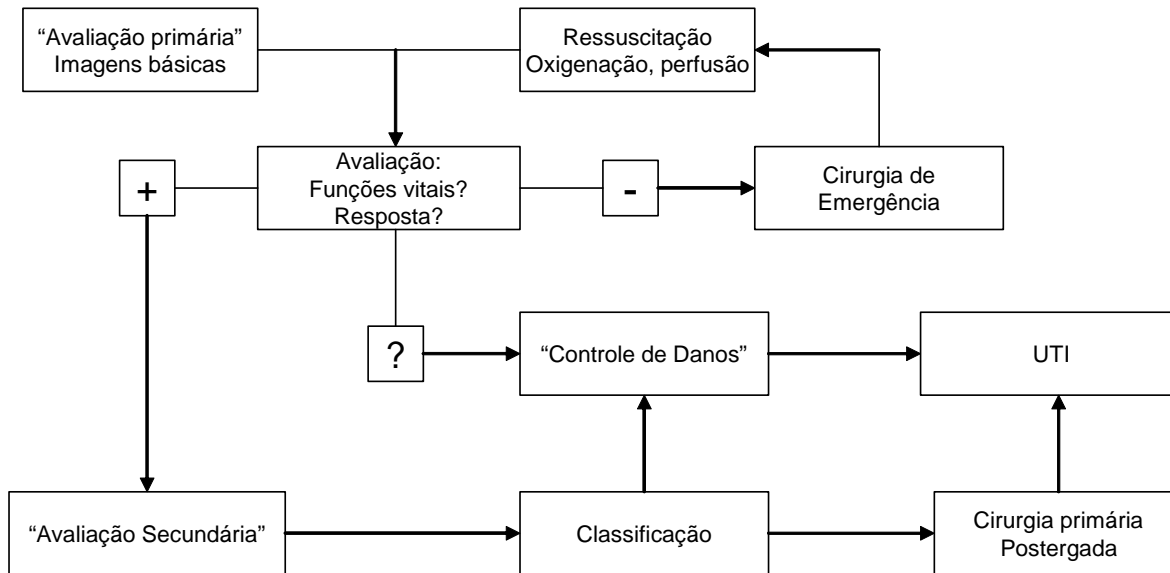 “Avaliação primária”
Imagens básicas
Ressuscitação
Oxigenação, perfusão
+
Avaliação:
Funções vitais?
Resposta?
-
Cirurgia de
Emergência
?
“Controle de Danos”
UTI
“Avaliação Secundária”
Classificação
Cirurgia primária
Postergada